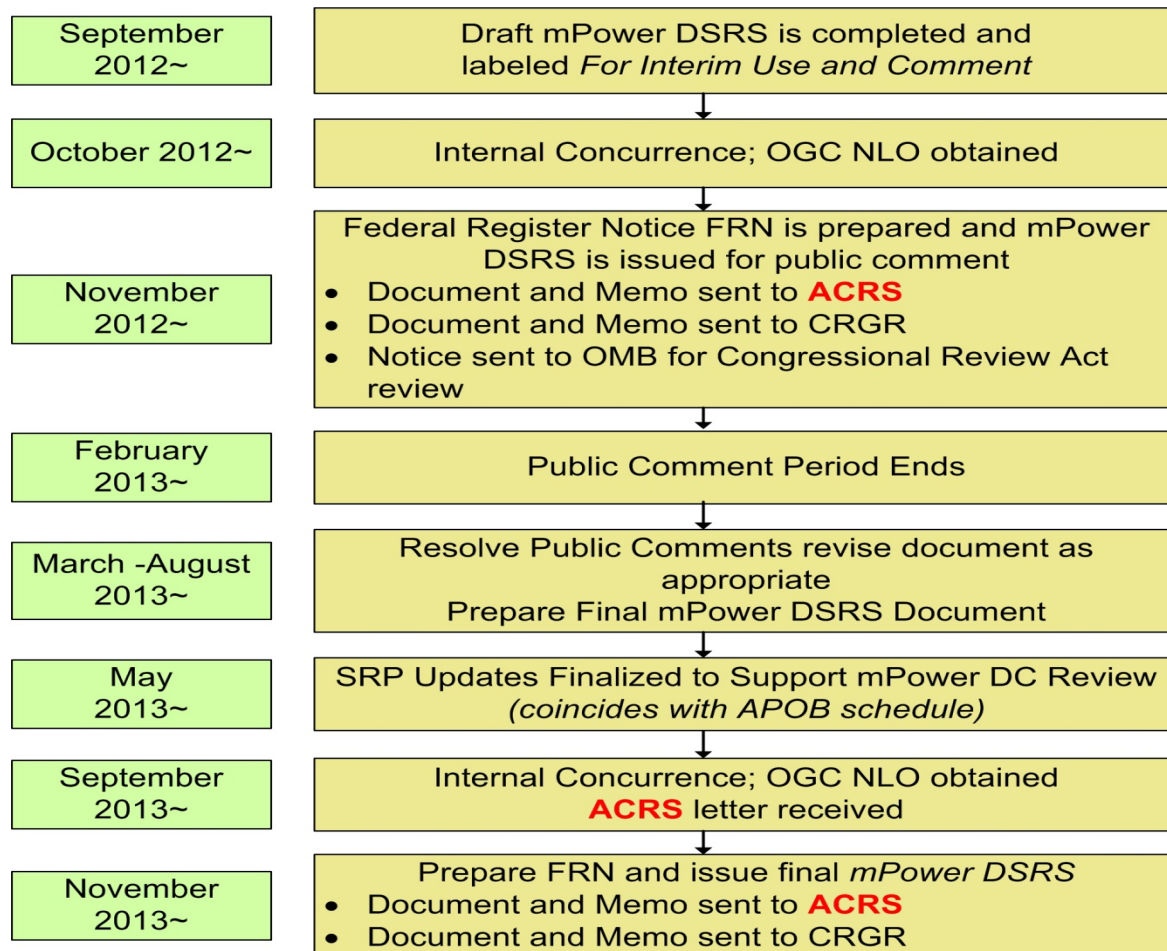 September
2012~
Draft mPower DSRS is completed and
labeled For Interim Use and Comment
October 2012~
Internal Concurrence; OGC NLO obtained
November
2012~
Federal Register Notice FRN is prepared and mPower
DSRS is issued for public comment
• Document and Memo sent to ACRS
• Document and Memo sent to CRGR
• Notice sent to OMB for Congressional Review Act
review
February
2013~
Public Comment Period Ends
March -August
2013~
Resolve Public Comments revise document as
appropriate
Prepare Final mPower DSRS Document
May
2013~
SRP Updates Finalized to Support mPower DC Review
(coincides with APOB schedule)
September
2013~
Internal Concurrence; OGC NLO obtained
ACRS letter received
November
2013~
Prepare FRN and issue final mPower DSRS
• Document and Memo sent to ACRS
• Document and Memo sent to CRGR